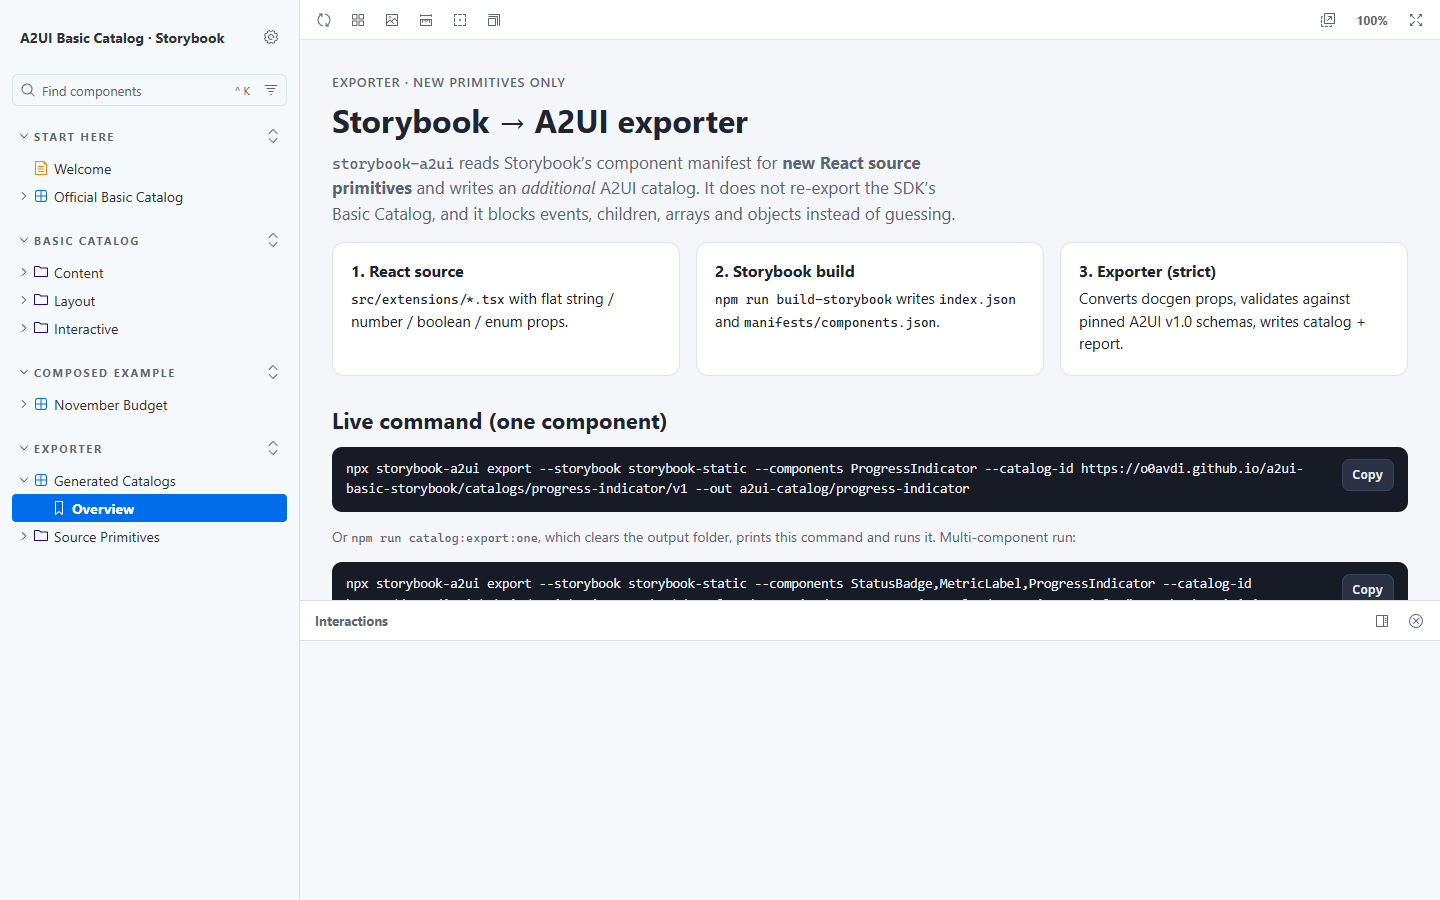 A2UI Basic Catalog · Storybook
Find components
^ K
START HERE
Welcome
Official Basic Catalog
BASIC CATALOG
Content
Layout
Interactive
COMPOSED EXAMPLE
November Budget
EXPORTER
Generated Catalogs
Overview
Source Primitives
100%
EXPORTER · NEW PRIMITIVES ONLY
Storybook → A2UI exporter
storybook-a2ui reads Storybook’s component manifest for new React source
primitives and writes an additional A2UI catalog. It does not re-export the SDK’s
Basic Catalog, and it blocks events, children, arrays and objects instead of guessing.
1. React source
src/extensions/*.tsx with flat string /
number / boolean / enum props.
2. Storybook build
npm run build-storybook writes index.json
and manifests/components.json.
3. Exporter (strict)
Converts docgen props, validates against
pinned A2UI v1.0 schemas, writes catalog +
report.
Live command (one component)
npx storybook-a2ui export --storybook storybook-static --components ProgressIndicator --catalog-id https://o0avdi.github.io/a2ui-
basic-storybook/catalogs/progress-indicator/v1 --out a2ui-catalog/progress-indicator
Copy
Or npm run catalog:export:one, which clears the output folder, prints this command and runs it. Multi-component run:
npx storybook-a2ui export --storybook storybook-static --components StatusBadge,MetricLabel,ProgressIndicator --catalog-id
Copy
Interactions